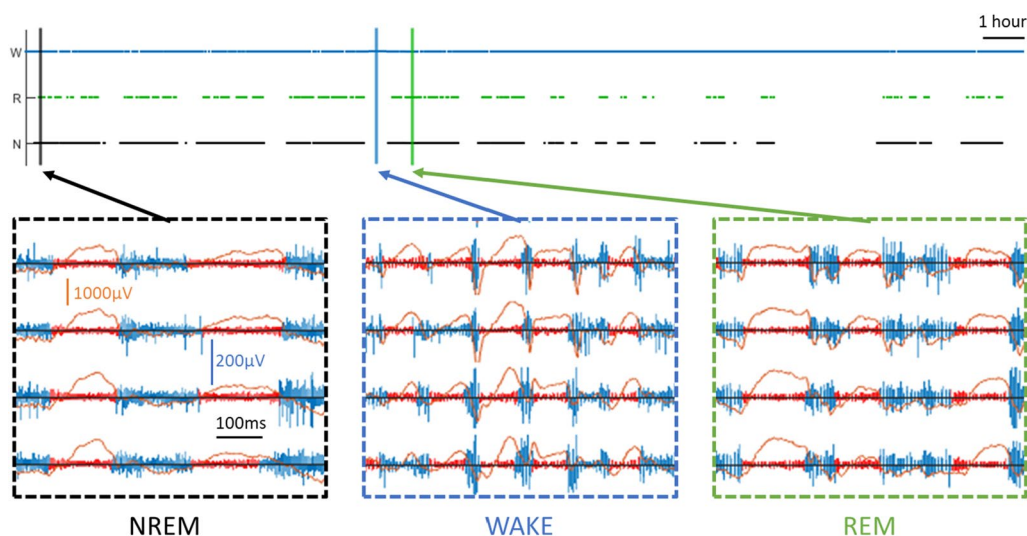 1 hour
W
R
N
1000μV
200μV
100ms
NREM
WAKE
REM